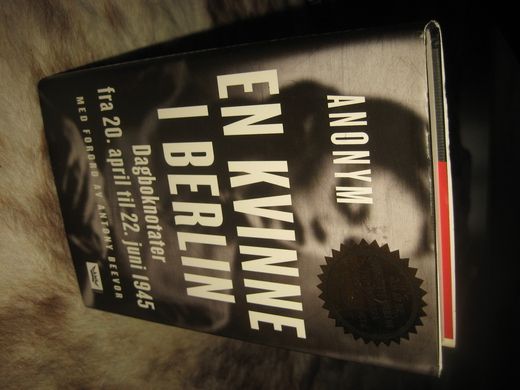 ANONYM
EN KVINNE
I BERLIN
Dagboknotater
fra 20. april til 22. juni 1945
MED FORORD AV ANTONY BEEVOR